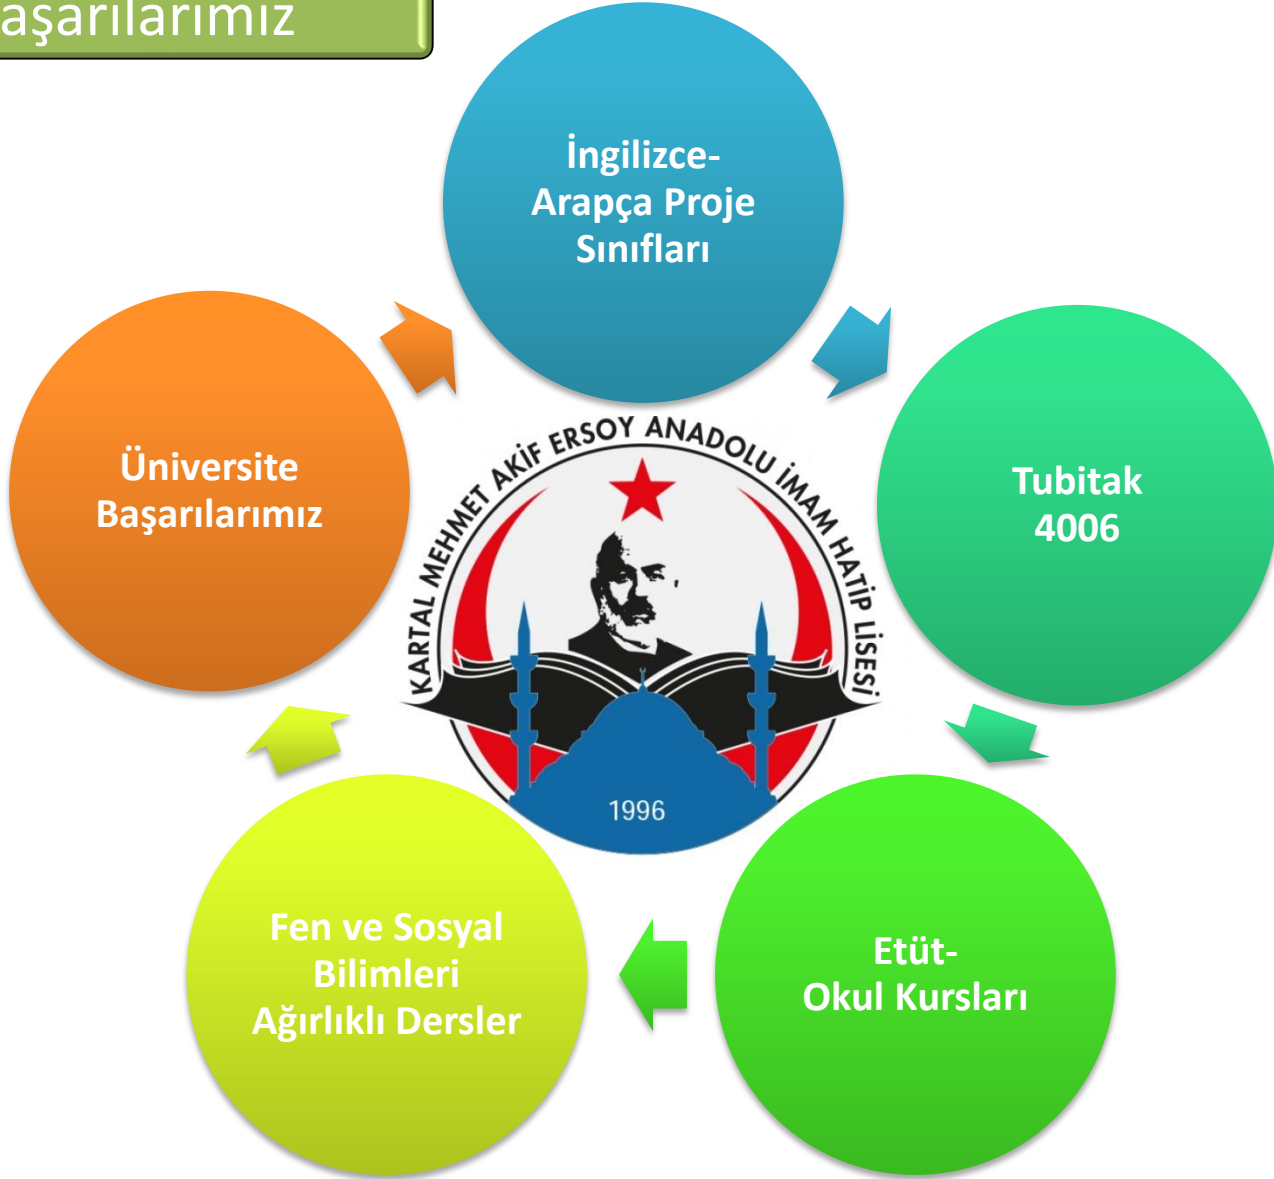 aşarılarımız
İngilizce-
Arapça Proje
Sınıfları
Tubitak
4006
Etüt-
Okul Kursları
Fen ve Sosyal
Bilimleri
Ağırlıklı Dersler
Üniversite
Başarılarımız
KARTAL MEHMET AKİF ERSOY ANADOLU İMAM HATİP LİSESİ
1996